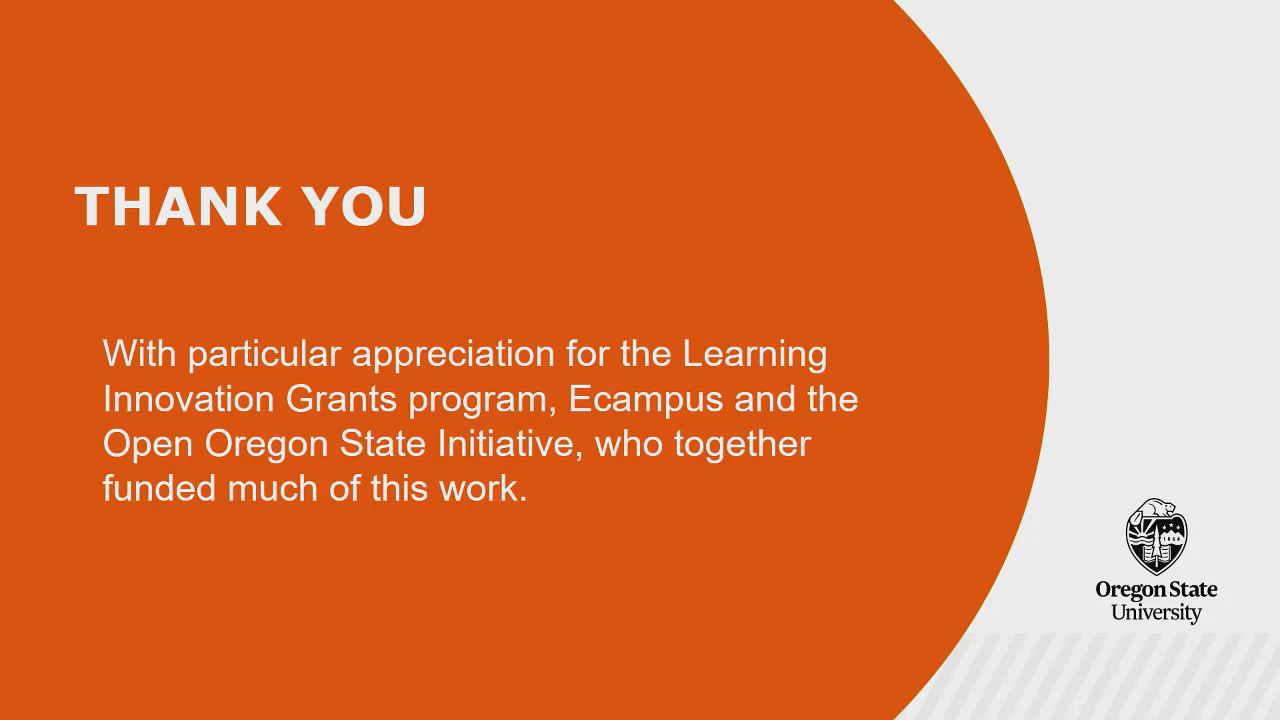 THANK YOU
With particular appreciation for the Learning
Innovation Grants program, Ecampus and the
Open Oregon State Initiative, who together
funded much of this work.
1868
Oregon State
University